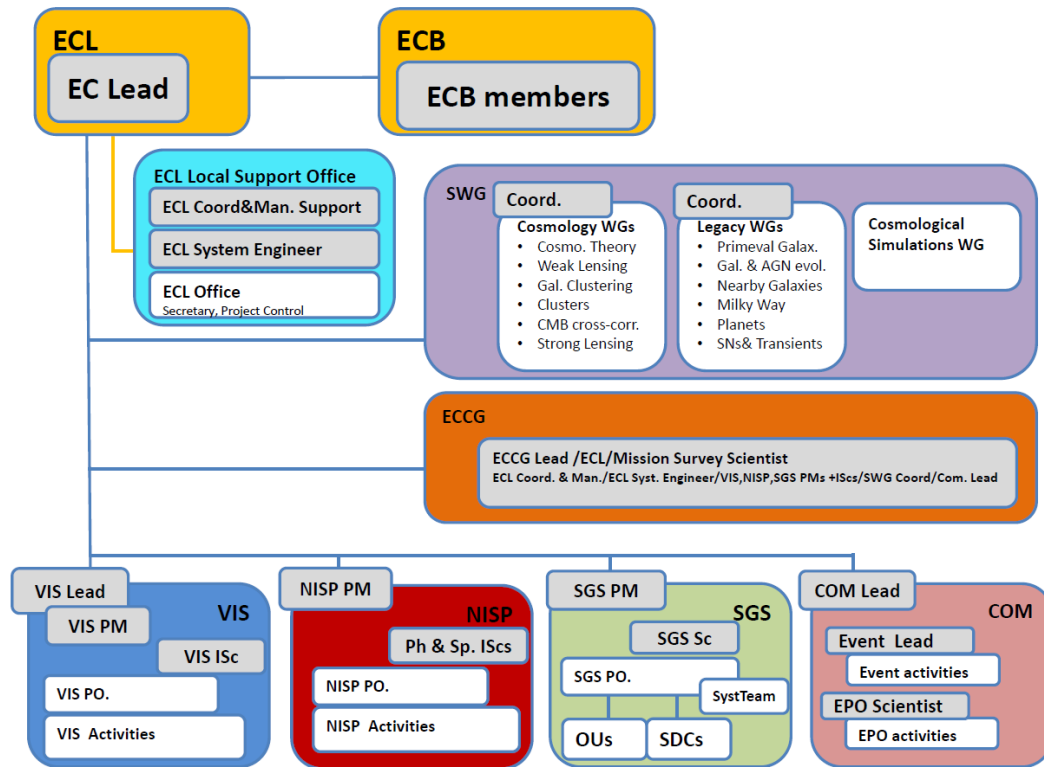 ECL
EC Lead
ECB
ECB members
ECL Local Support Office
ECL Coord&Man. Support
ECL System Engineer
ECL Office
Secretary, Project Control
SWG
Coord.
Cosmology WGs
• Cosmo. Theory
• Weak Lensing
• Gal. Clustering
• Clusters
• CMB cross-corr.
• Strong Lensing
Coord.
Legacy WGs
• Primeval Galax.
• Gal. & AGN evol.
• Nearby Galaxies
• Milky Way
• Planets
• SNs& Transients
Cosmological
Simulations WG
ECCG
ECCG Lead /ECL/Mission Survey Scientist
ECL Coord. & Man./ECL Syst. Engineer/VIS,NISP,SGS PMs +IScs/SWG Coord/Com. Lead
VIS Lead
VIS
VIS PM
VIS ISc
VIS PO.
VIS Activities
NISP PM
NISP
Ph & Sp. IScs
NISP PO.
NISP Activities
SGS PM
SGS
SGS Sc
SGS PO.
SystTeam
OUs
SDCs
COM Lead
COM
Event Lead
Event activities
EPO Scientist
EPO activities